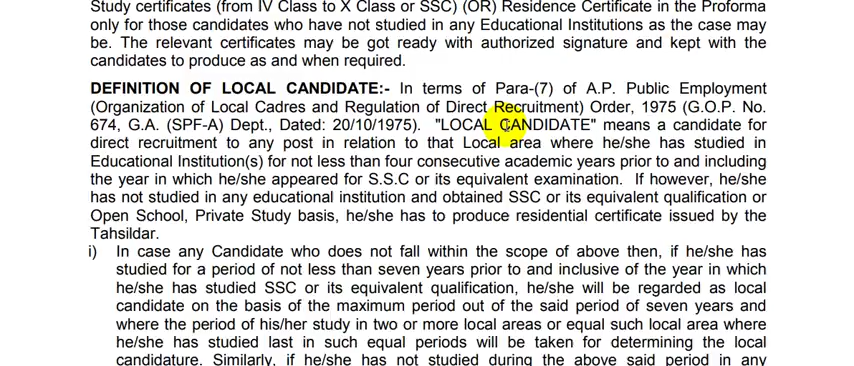 Study certificates (from IV Class to X Class or SSC) (OR) Residence Certificate in the Proforma
only for those candidates who have not studied in any Educational Institutions as the case may
be. The relevant certificates may be got ready with authorized signature and kept with the
candidates to produce as and when required.
DEFINITION OF LOCAL CANDIDATE:- In terms of Para-(7) of A.P. Public Employment
(Organization of Local Cadres and Regulation of Direct Recruitment) Order, 1975 (G.O.P. No.
674, G.A. (SPF-A) Dept., Dated: 20/10/1975). "LOCAL CANDIDATE" means a candidate for
direct recruitment to any post in relation to that Local area where he/she has studied in
Educational Institution(s) for not less than four consecutive academic years prior to and including
the year in which he/she appeared for S.S.C or its equivalent examination. If however, he/she
has not studied in any educational institution and obtained SSC or its equivalent qualification or
Open School, Private Study basis, he/she has to produce residential certificate issued by the
Tahsildar.
i) In case any Candidate who does not fall within the scope of above then, if he/she has
studied for a period of not less than seven years prior to and inclusive of the year in which
he/she has studied SSC or its equivalent qualification, he/she will be regarded as local
candidate on the basis of the maximum period out of the said period of seven years and
where the period of his/her study in two or more local areas or equal such local area where
he/she has studied last in such equal periods will be taken for determining the local
candidature. Similarly, if he/she has not studied during the above said period in any